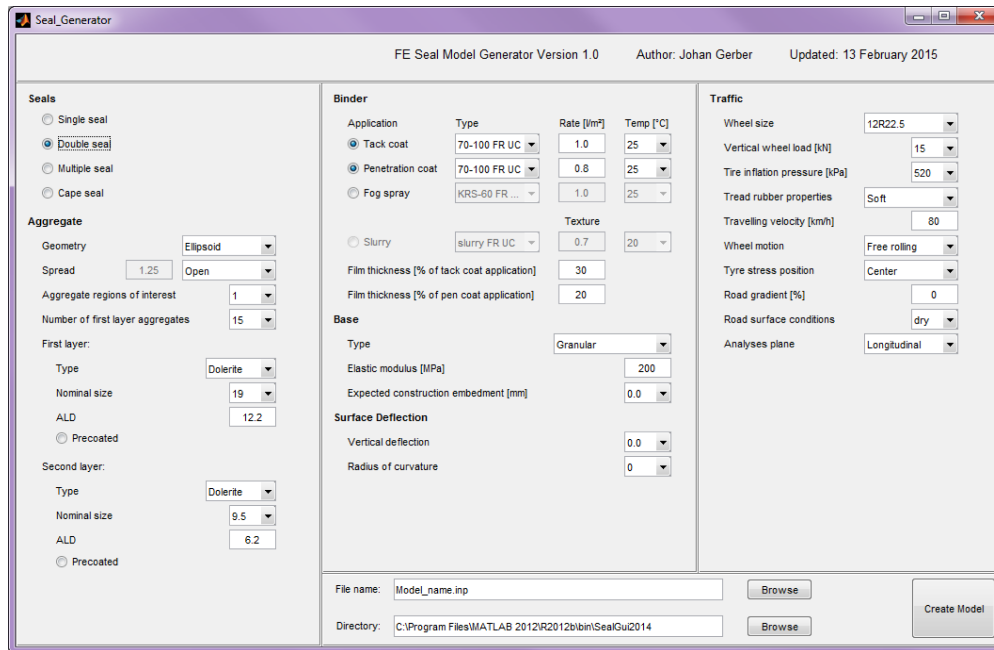 Seal_Generator
FE Seal Model Generator Version 1.0 Author: Johan Gerber Updated: 13 February 2015
Seals
Single seal
Double seal
Multiple seal
Cape seal
Aggregate
Geometry Ellipsoid
Spread 1.25 Open
Aggregate regions of interest 1
Number of first layer aggregates 15
First layer:
Type Dolerite
Nominal size 19
ALD 12.2
Precoated
Second layer:
Type Dolerite
Nominal size 9.5
ALD 6.2
Precoated
Binder
Application Type Rate [l/m²] Temp [°C]
Tack coat 70-100 FR UC 1.0 25
Penetration coat 70-100 FR UC 0.8 25
Fog spray KRS-60 FR ... 1.0 25
Texture
Slurry slurry FR UC 0.7 20
Film thickness [% of tack coat application] 30
Film thickness [% of pen coat application] 20
Base
Type Granular
Elastic modulus [MPa] 200
Expected construction embedment [mm] 0.0
Surface Deflection
Vertical deflection 0.0
Radius of curvature 0
Traffic
Wheel size 12R22.5
Vertical wheel load [kN] 15
Tire inflation pressure [kPa] 520
Tread rubber properties Soft
Travelling velocity [km/h] 80
Wheel motion Free rolling
Tyre stress position Center
Road gradient [%] 0
Road surface conditions dry
Analyses plane Longitudinal
File name: Model_name.inp Browse
Directory: C:\Program Files\MATLAB 2012\R2012b\bin\SealGui2014 Browse
Create Model